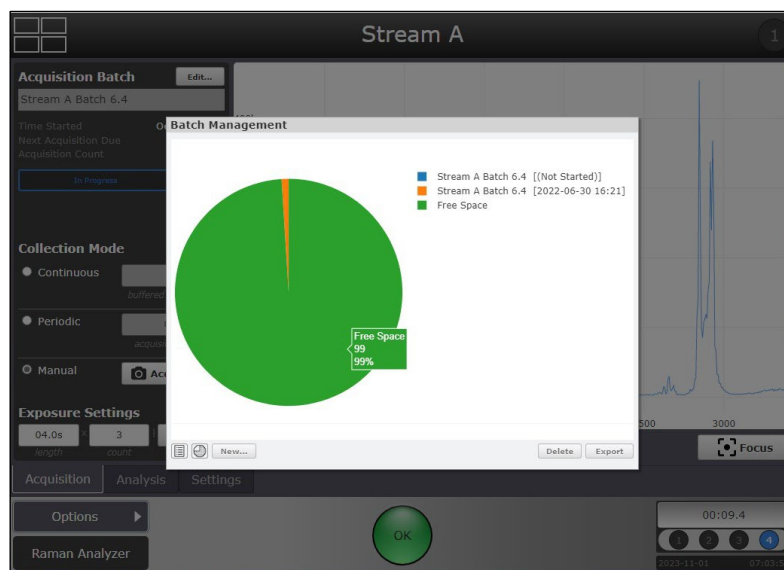 Stream A
1
Acquisition Batch
Edit...
Stream A Batch 6.4
Time Started
Next Acquisition Due
Acquisition Count
In Progress
Batch Management
Stream A Batch 6.4 [(Not Started)]
Stream A Batch 6.4 [2022-06-30 16:21]
Free Space
Free Space
99
99%
New...
Delete
Export
Collection Mode
Continuous
buffered
Periodic
Manual
Exposure Settings
04.0s
x
3
length
count
3000
Focus
Acquisition
Analysis
Settings
Options
Raman Analyzer
OK
00:09.4
1
2
3
4
2023-11-01